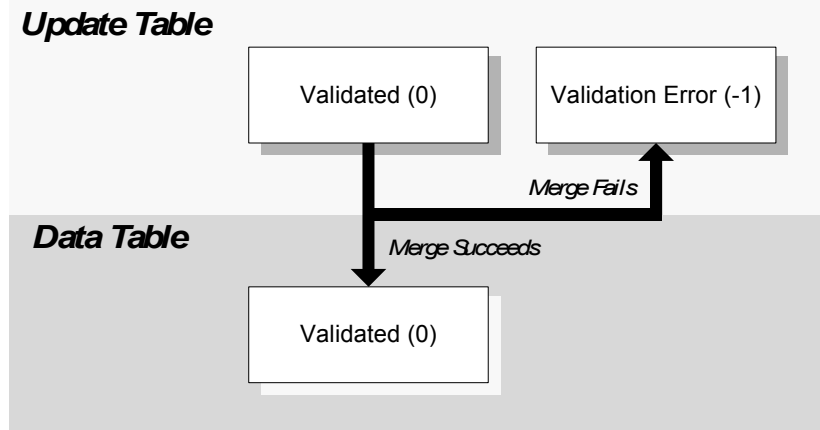 Update Table
Validated (0)
Validation Error (-1)
Merge Fails
Data Table
Merge Succeeds
Validated (0)